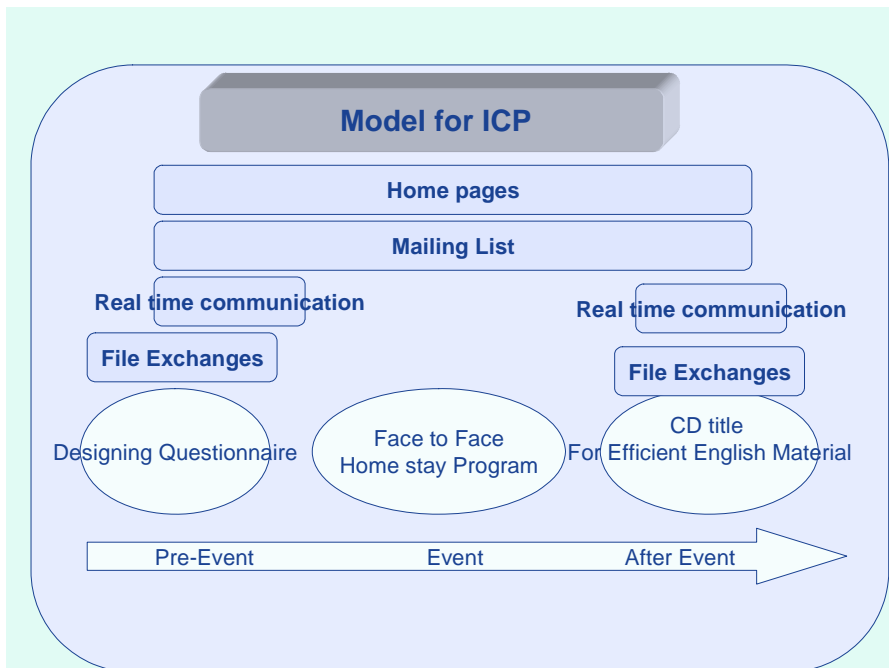 Model for ICP
Home pages
Mailing List
Real time communication
Real time communication
File Exchanges
File Exchanges
Designing Questionnaire
Face to Face
Home stay Program
CD title
For Efficient English Material
Pre-Event
Event
After Event